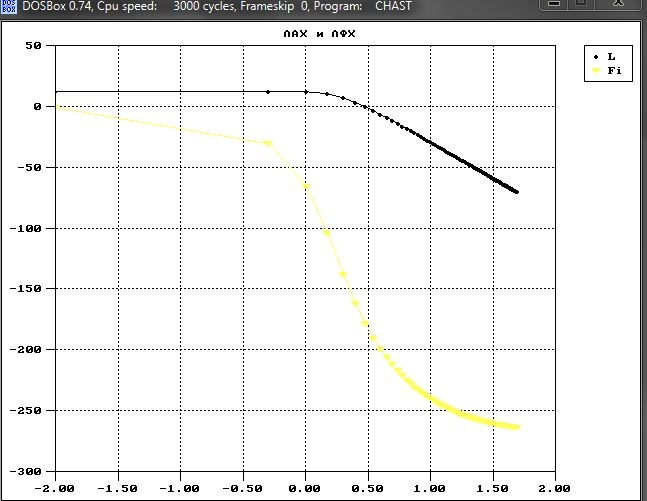 DOSBox 0.74, Cpu speed: 3000 cycles, Frameskip 0, Program: CHAST
ЛАХ и ЛФХ
L
Fi
50
0
-50
-100
-150
-200
-250
-300
-2.00 -1.50 -1.00 -0.50 0.00 0.50 1.00 1.50 2.00